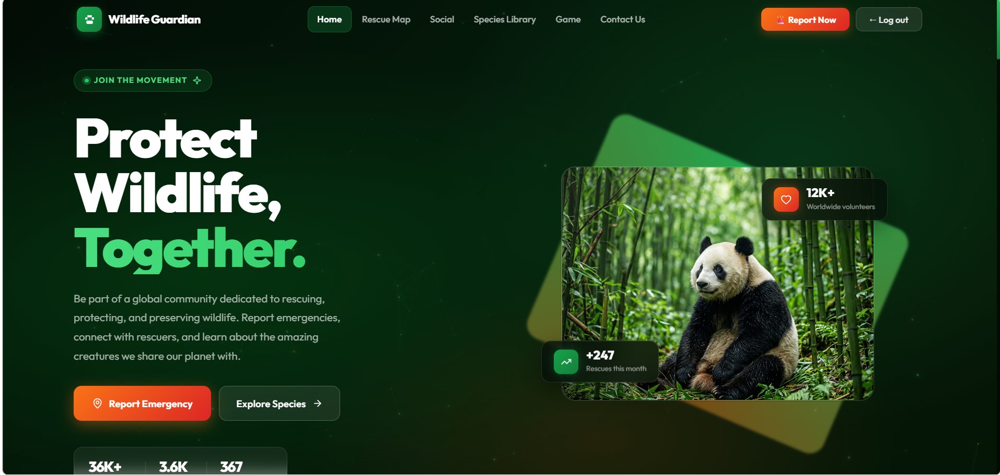 Wildlife Guardian
Home
Rescue Map
Social
Species Library
Game
Contact Us
Report Now
← Log out
JOIN THE MOVEMENT
Protect
Wildlife,
Together.
Be part of a global community dedicated to rescuing,
protecting, and preserving wildlife. Report emergencies,
connect with rescuers, and learn about the amazing
creatures we share our planet with.
Report Emergency
Explore Species →
36K+
3.6K
367
12K+
Worldwide volunteers
+247
Rescues this month